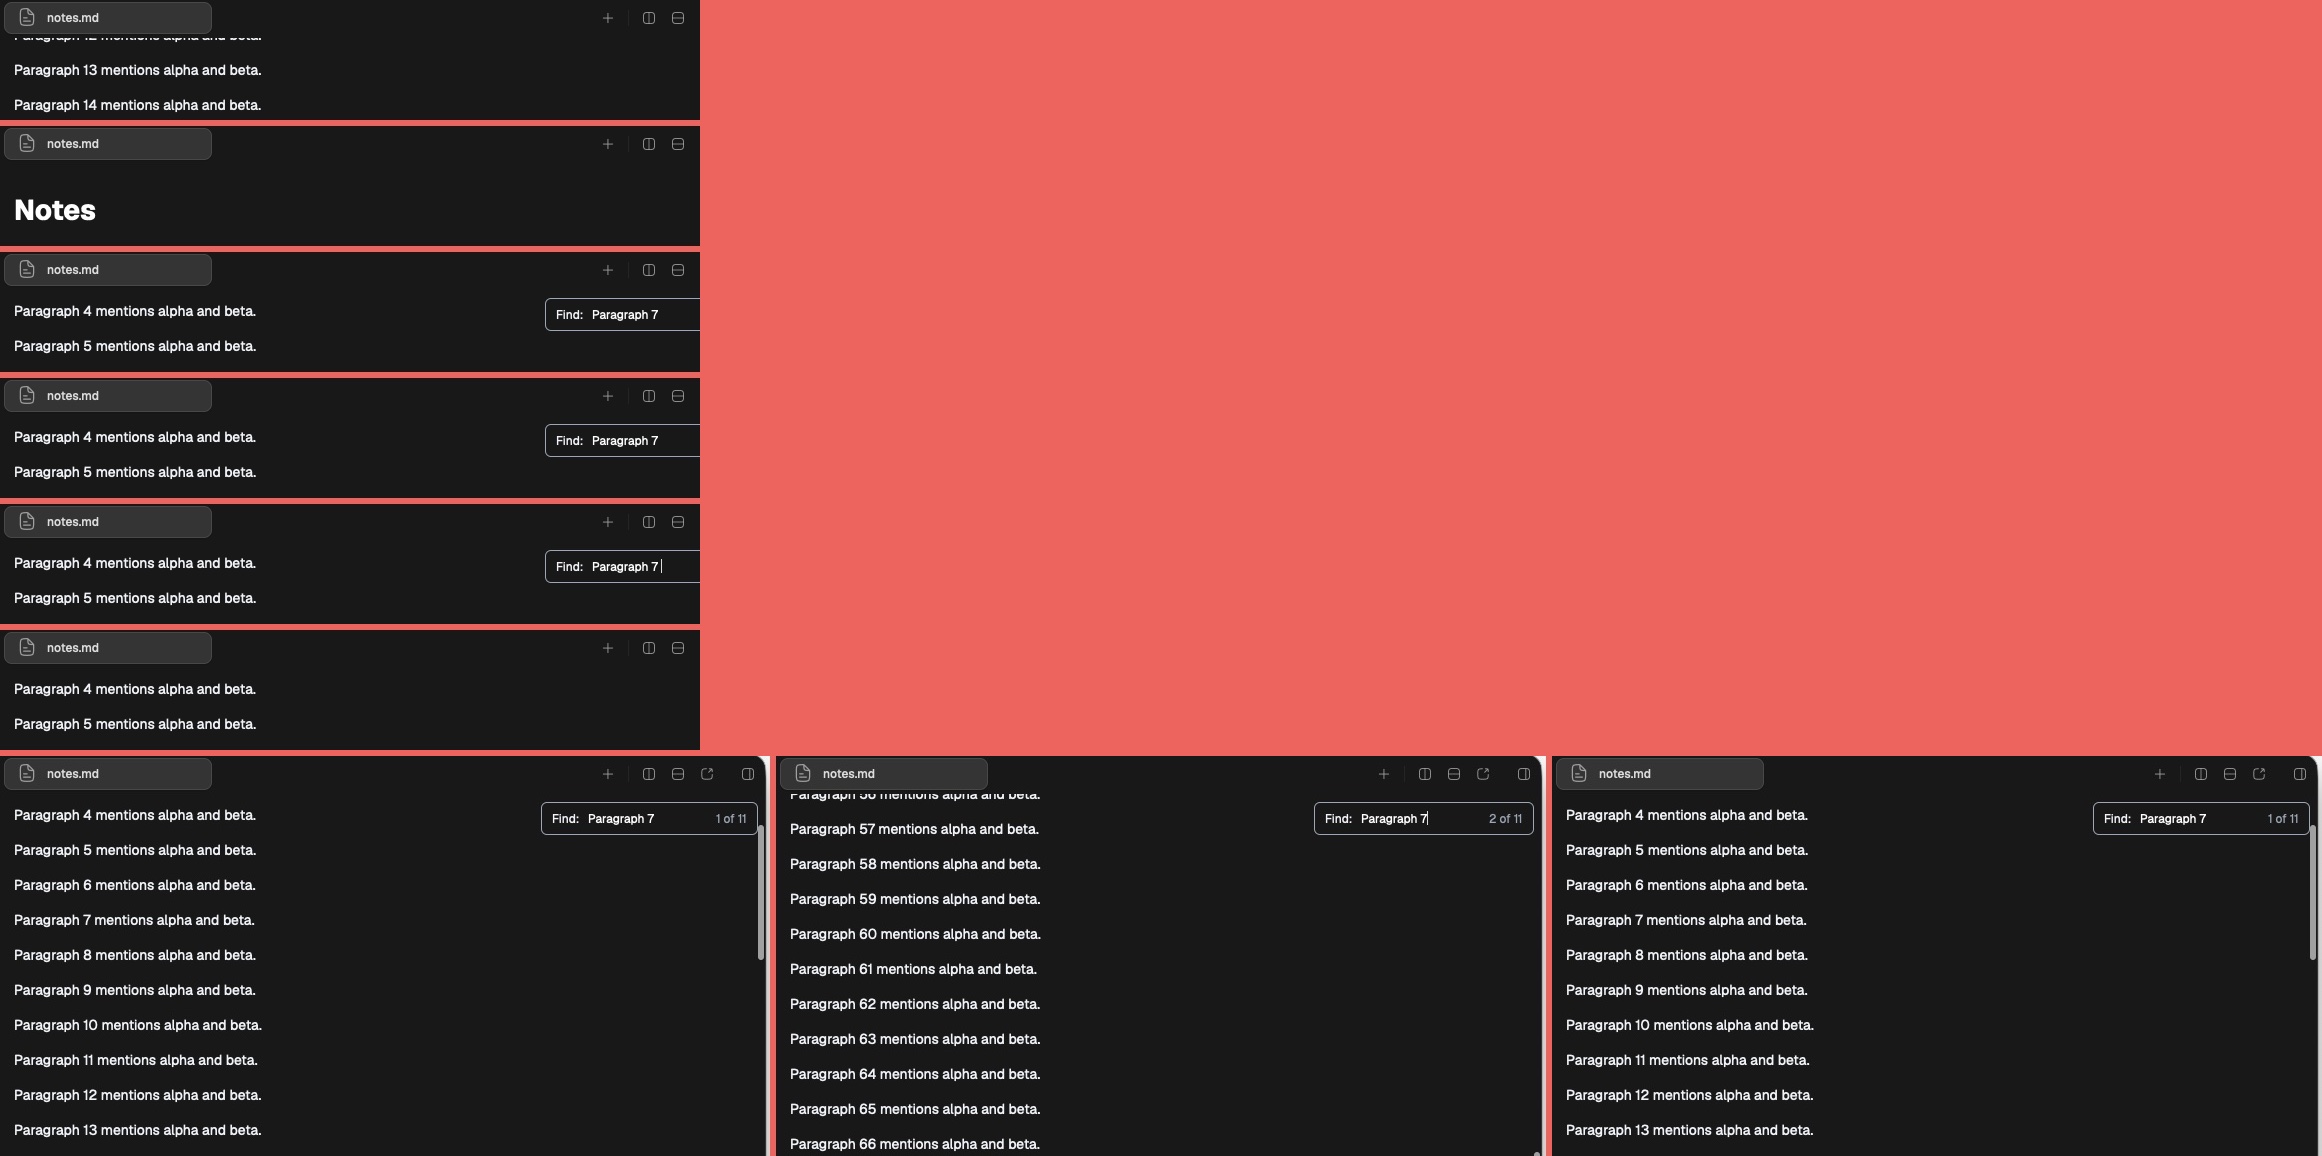 notes.md
Paragraph 12 mentions alpha and beta.
Paragraph 13 mentions alpha and beta.
Paragraph 14 mentions alpha and beta.
notes.md
Notes
notes.md
Paragraph 4 mentions alpha and beta.
Find: Paragraph 7
Paragraph 5 mentions alpha and beta.
notes.md
Paragraph 4 mentions alpha and beta.
Find: Paragraph 7
Paragraph 5 mentions alpha and beta.
notes.md
Paragraph 4 mentions alpha and beta.
Find: Paragraph 7
Paragraph 5 mentions alpha and beta.
notes.md
Paragraph 4 mentions alpha and beta.
Paragraph 5 mentions alpha and beta.
notes.md
Find: Paragraph 7 1 of 11
Paragraph 4 mentions alpha and beta.
Paragraph 5 mentions alpha and beta.
Paragraph 6 mentions alpha and beta.
Paragraph 7 mentions alpha and beta.
Paragraph 8 mentions alpha and beta.
Paragraph 9 mentions alpha and beta.
Paragraph 10 mentions alpha and beta.
Paragraph 11 mentions alpha and beta.
Paragraph 12 mentions alpha and beta.
Paragraph 13 mentions alpha and beta.
notes.md
Paragraph 56 mentions alpha and beta.
Find: Paragraph 7 2 of 11
Paragraph 57 mentions alpha and beta.
Paragraph 58 mentions alpha and beta.
Paragraph 59 mentions alpha and beta.
Paragraph 60 mentions alpha and beta.
Paragraph 61 mentions alpha and beta.
Paragraph 62 mentions alpha and beta.
Paragraph 63 mentions alpha and beta.
Paragraph 64 mentions alpha and beta.
Paragraph 65 mentions alpha and beta.
Paragraph 66 mentions alpha and beta.
notes.md
Find: Paragraph 7 1 of 11
Paragraph 4 mentions alpha and beta.
Paragraph 5 mentions alpha and beta.
Paragraph 6 mentions alpha and beta.
Paragraph 7 mentions alpha and beta.
Paragraph 8 mentions alpha and beta.
Paragraph 9 mentions alpha and beta.
Paragraph 10 mentions alpha and beta.
Paragraph 11 mentions alpha and beta.
Paragraph 12 mentions alpha and beta.
Paragraph 13 mentions alpha and beta.